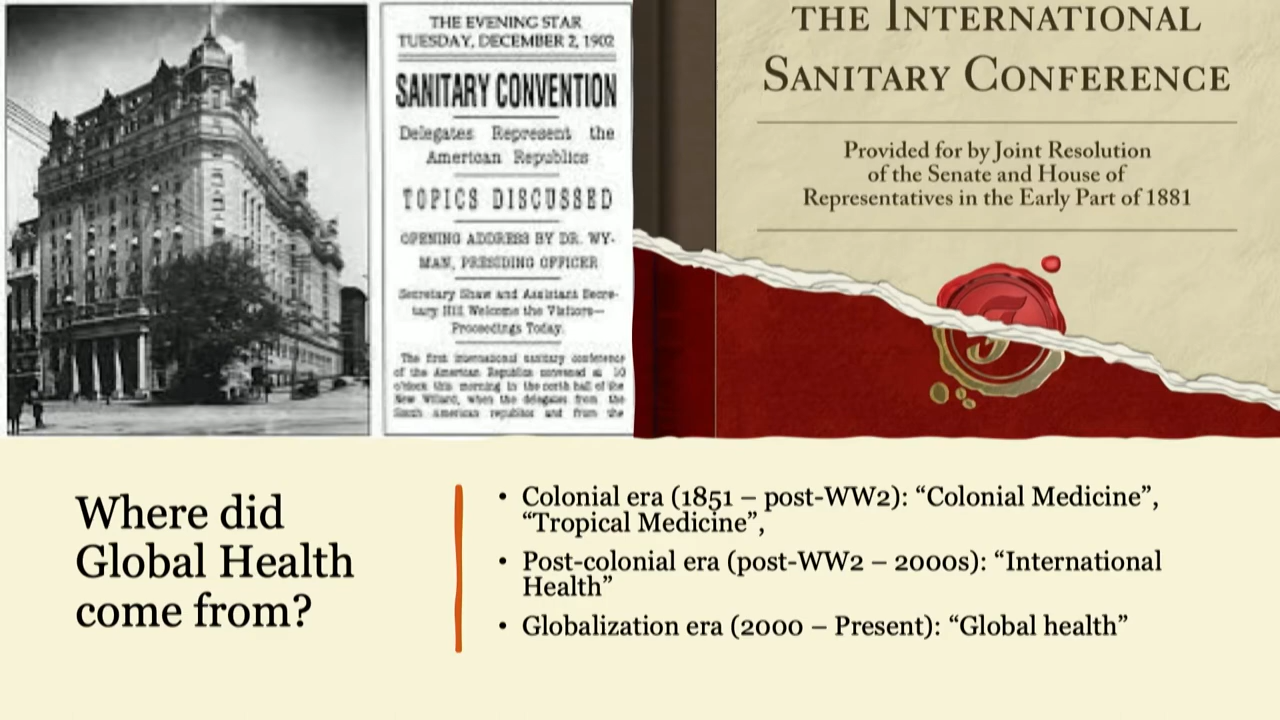 THE EVENING STAR
TUESDAY, DECEMBER 2, 1902
SANITARY CONVENTION
Delegates Represent the
American Republics
TOPICS DISCUSSED
OPENING ADDRESS BY DR. WY-
MAN, PRESIDING OFFICER
Secretary Shaw and Assistant Secre-
tary Hill Welcome the Visitors—
Proceedings Today.
The first international sanitary conference
of the American Republics convened at 10
o'clock this morning in the north hall of the
New Willard, when the delegates from the
South American republics and from the
THE INTERNATIONAL
SANITARY CONFERENCE
Provided for by Joint Resolution
of the Senate and House of
Representatives in the Early Part of 1881
Where did
Global Health
come from?
• Colonial era (1851 – post-WW2): “Colonial Medicine”,
“Tropical Medicine”,
• Post-colonial era (post-WW2 – 2000s): “International
Health”
• Globalization era (2000 – Present): “Global health”